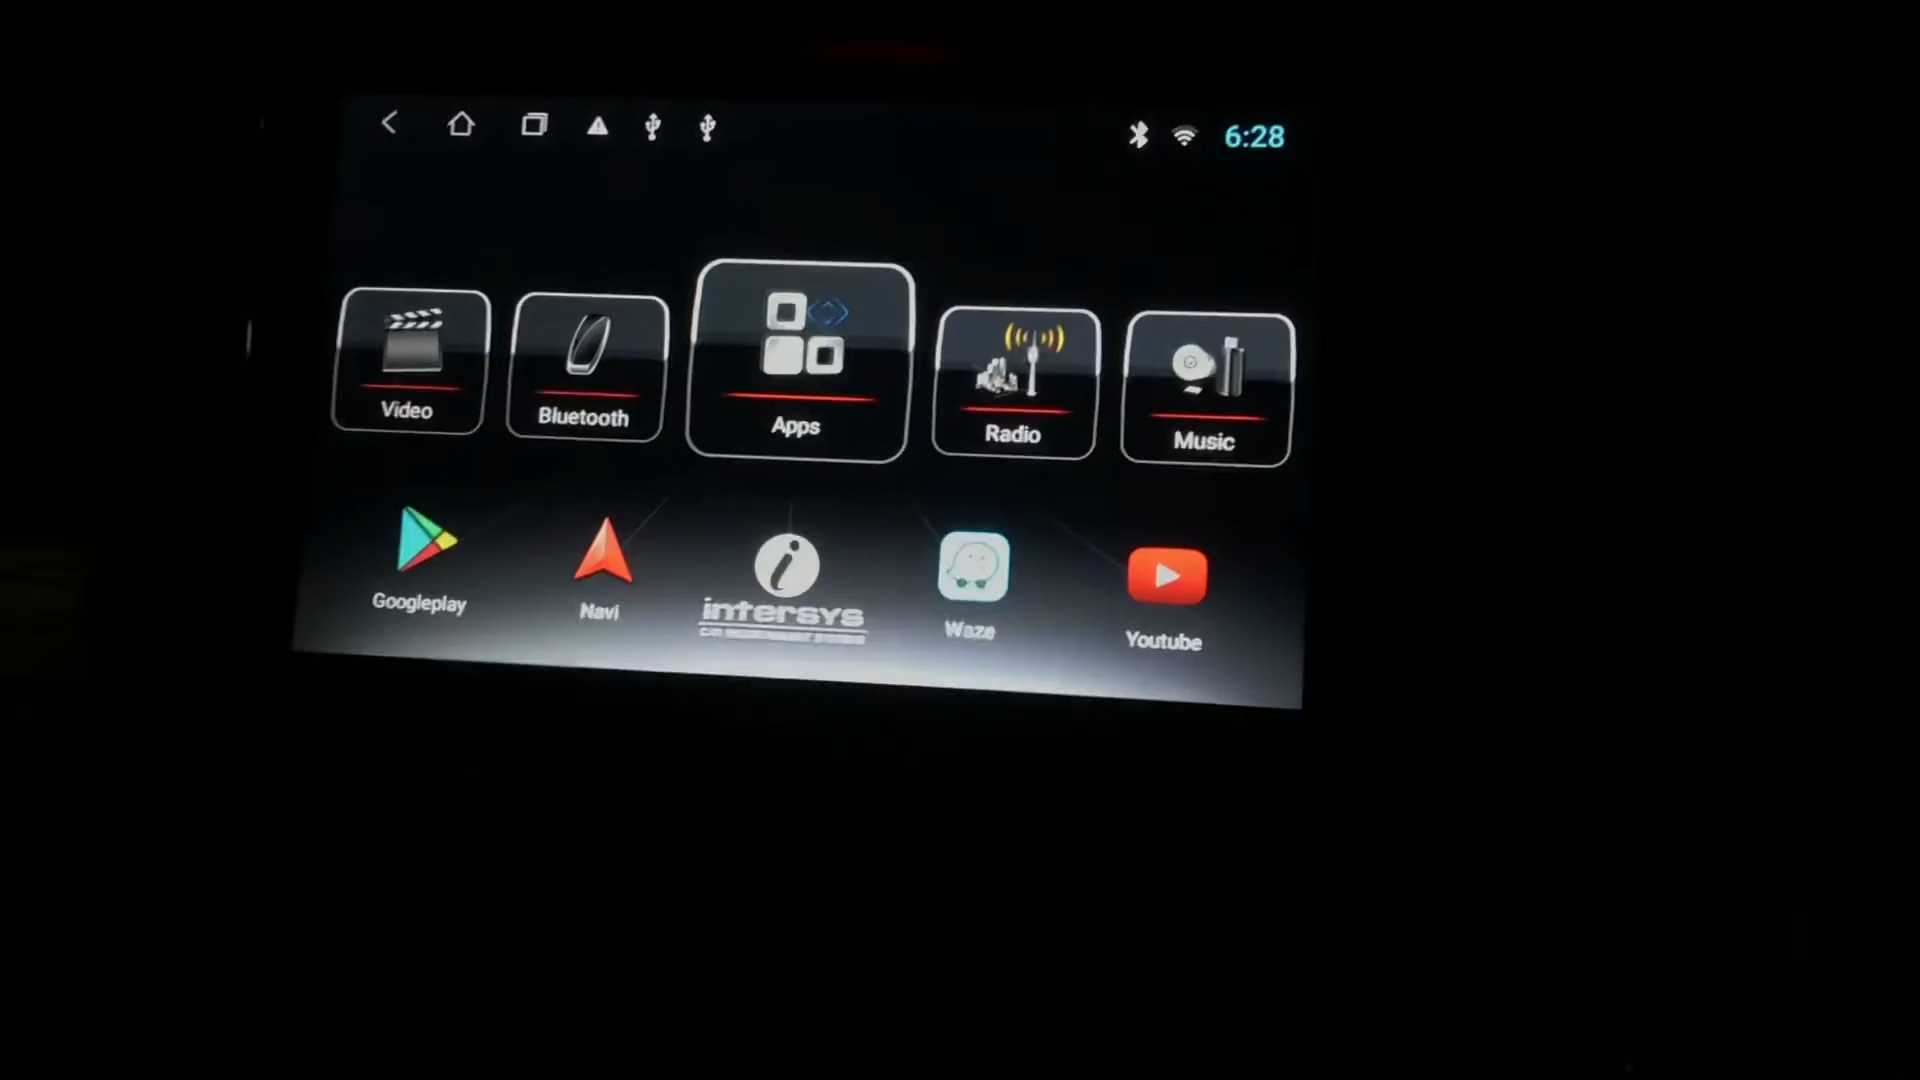 6:28
Video
Bluetooth
Apps
Radio
Music
Googleplay
Navi
intersys
Waze
Youtube